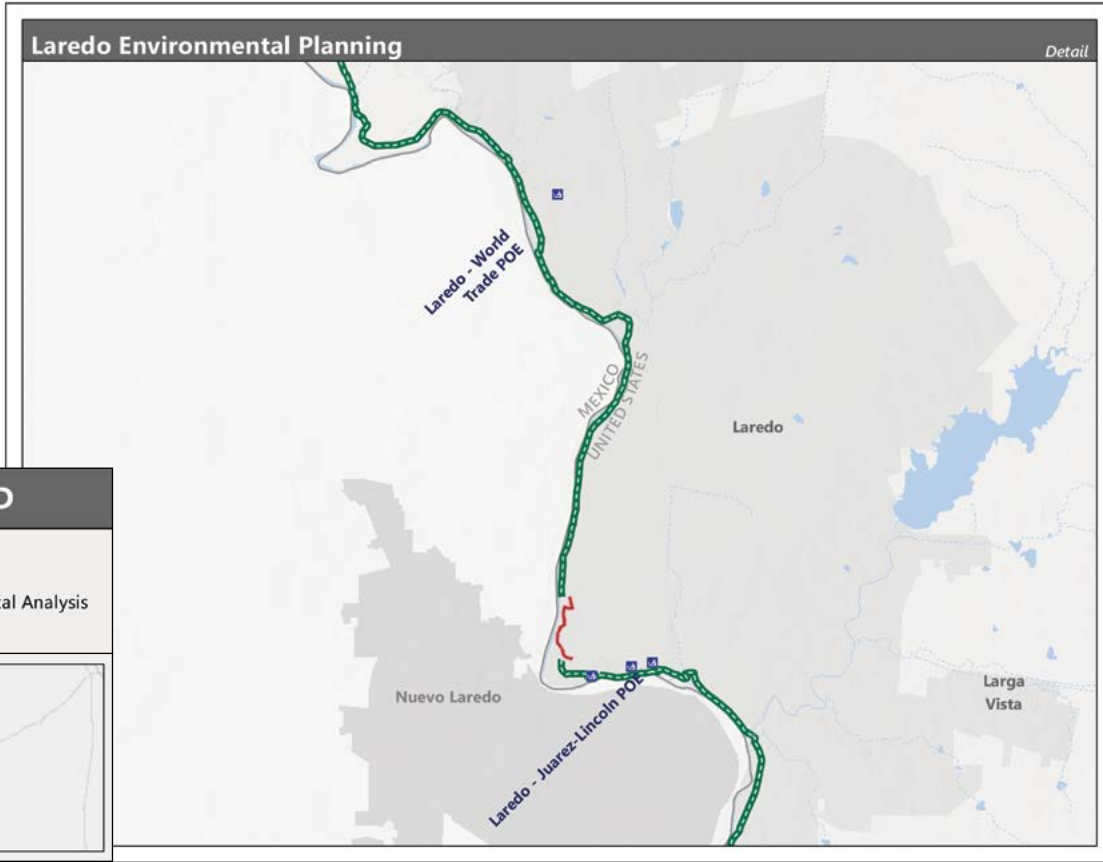 Laredo Environmental Planning
Detail
Laredo - World
Trade POE
MEXICO
UNITED STATES
Laredo
Analysis
Nuevo Laredo
Larga
Vista
Laredo - Juarez-Lincoln POE